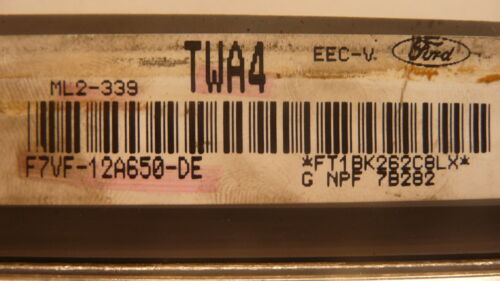 TWA4 EEC-V. Ford
ML2-339
F7VF-12A650-DE *FT1BK262C8LX*
G NPF 7B282